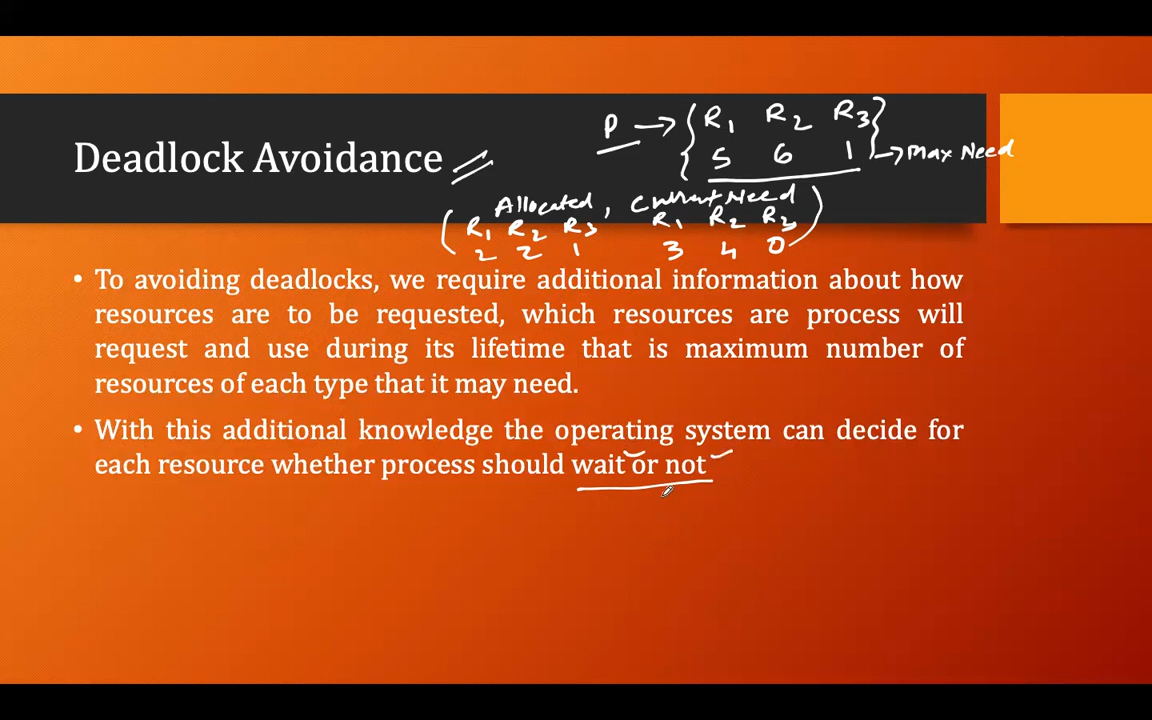 P → { R1 R2 R3 }
Deadlock Avoidance
5 6 1 → Max Need
Allocated, Current Need
( R1 R2 R3 R1 R2 R3 )
2 2 1 3 4 0
• To avoiding deadlocks, we require additional information about how
resources are to be requested, which resources are process will
request and use during its lifetime that is maximum number of
resources of each type that it may need.
• With this additional knowledge the operating system can decide for
each resource whether process should wait or not